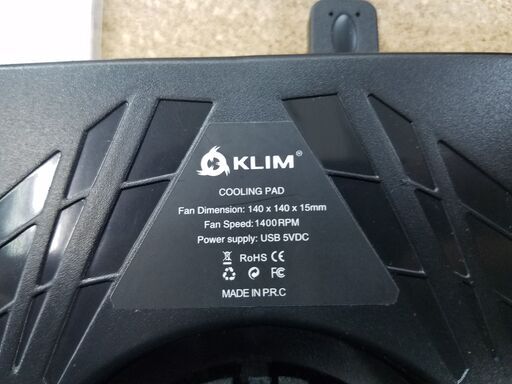 KLIM®
COOLING PAD
Fan Dimension: 140 x 140 x 15mm
Fan Speed: 1400RPM
Power supply: USB 5VDC
RoHS CE
FC
MADE IN P.R.C